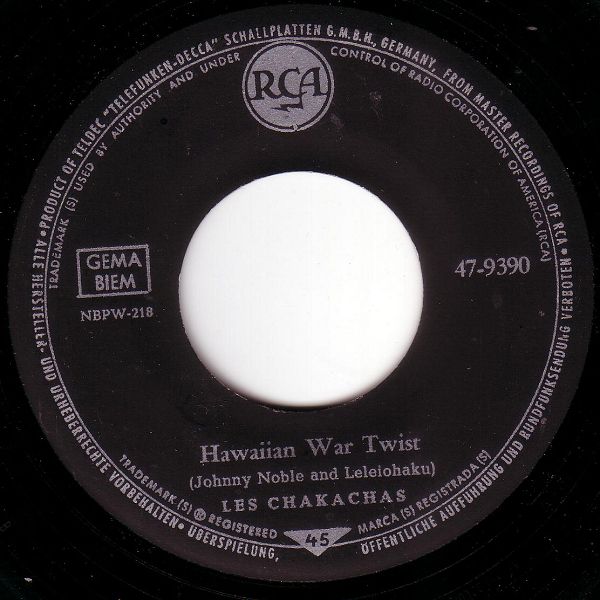 • PRODUCT OF TELDEC "TELEFUNKEN-DECCA" SCHALLPLATTEN G.M.B.H., GERMANY, FROM MASTER RECORDINGS OF RCA •
TRADEMARK (S) USED BY AUTHORITY AND UNDER CONTROL OF RADIO CORPORATION OF AMERICA (RCA)
RCA
GEMA
BIEM
NBPW-218
47-9390
Hawaiian War Twist
(Johnny Noble and Leleiohaku)
LES CHAKACHAS
TRADEMARK (S) ® REGISTERED
MARCA (S) REGISTRADA (S)
45
• ALLE HERSTELLER- UND URHEBERRECHTE VORBEHALTEN • ÜBERSPIELUNG, ÖFFENTLICHE AUFFÜHRUNG UND RUNDFUNKSENDUNG VERBOTEN